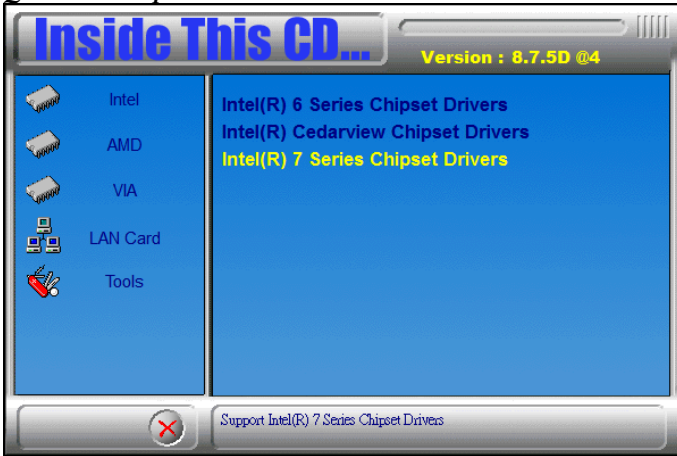 Inside This CD...
Version : 8.7.5D @4
Intel
AMD
VIA
LAN Card
Tools
Intel(R) 6 Series Chipset Drivers
Intel(R) Cedarview Chipset Drivers
Intel(R) 7 Series Chipset Drivers
Support Intel(R) 7 Series Chipset Drivers